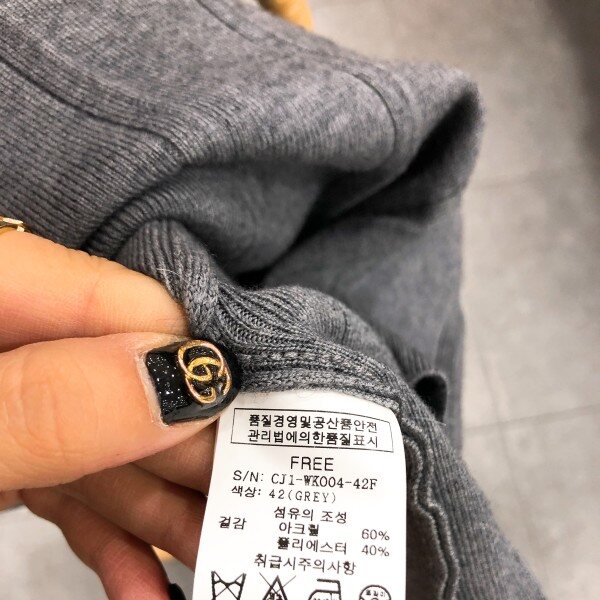 품질경영및공산품안전
관리법에의한품질표시
FREE
S/N: CJ1-WK004-42F
색상: 42(GREY)
섬유의 조성
겉감 아크릴 60%
폴리에스터 40%
취급시주의사항